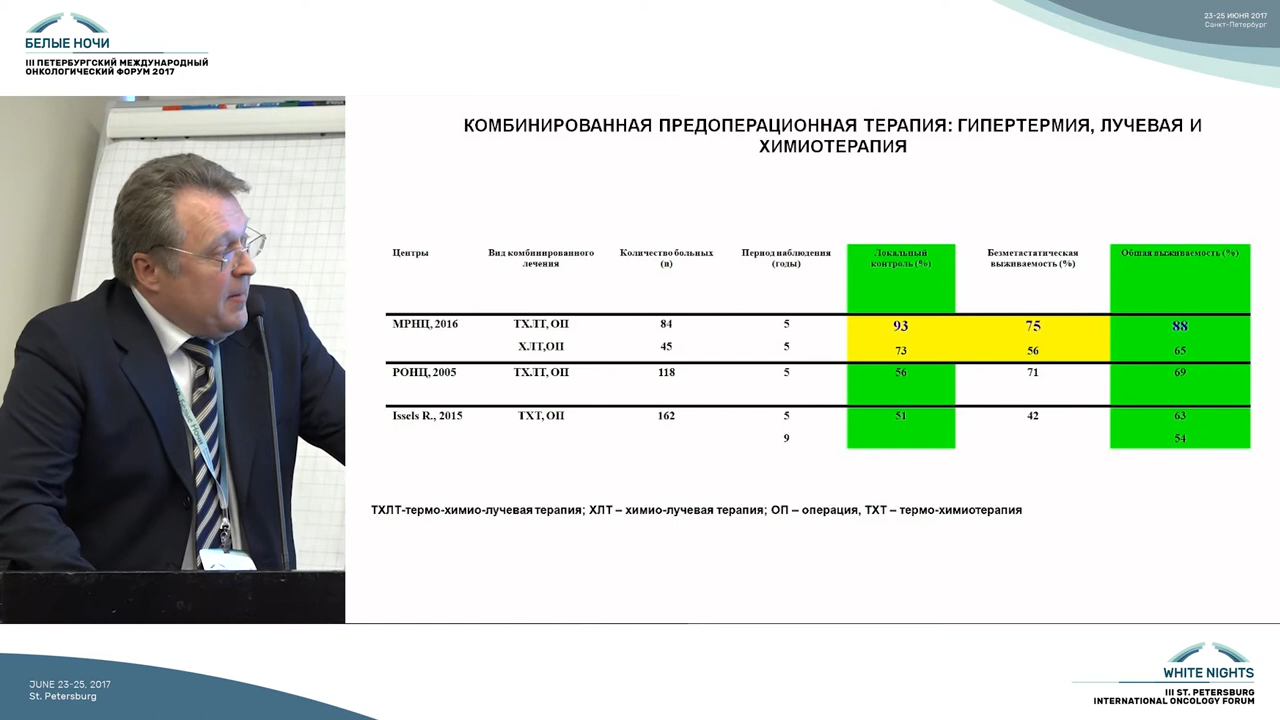 БЕЛЫЕ НОЧИ
III ПЕТЕРБУРГСКИЙ МЕЖДУНАРОДНЫЙ
ОНКОЛОГИЧЕСКИЙ ФОРУМ 2017
23-25 ИЮНЯ 2017
Санкт-Петербург
КОМБИНИРОВАННАЯ ПРЕДОПЕРАЦИОННАЯ ТЕРАПИЯ: ГИПЕРТЕРМИЯ, ЛУЧЕВАЯ И
ХИМИОТЕРАПИЯ
Центры Вид комбинированного Количество больных Период наблюдения Локальный Безметастатическая Общая выживаемость (%)
лечения (n) (годы) контроль (%) выживаемость (%)
МРНЦ, 2016 ТХЛТ, ОП 84 5 93 75 88
ХЛТ,ОП 45 5 73 56 65
РОНЦ, 2005 ТХЛТ, ОП 118 5 56 71 69
Issels R., 2015 ТХТ, ОП 162 5 51 42 63
9 54
ТХЛТ-термо-химио-лучевая терапия; ХЛТ – химио-лучевая терапия; ОП – операция, ТХТ – термо-химиотерапия
Белые Ночи
JUNE 23-25, 2017
St. Petersburg
WHITE NIGHTS
III ST. PETERSBURG
INTERNATIONAL ONCOLOGY FORUM